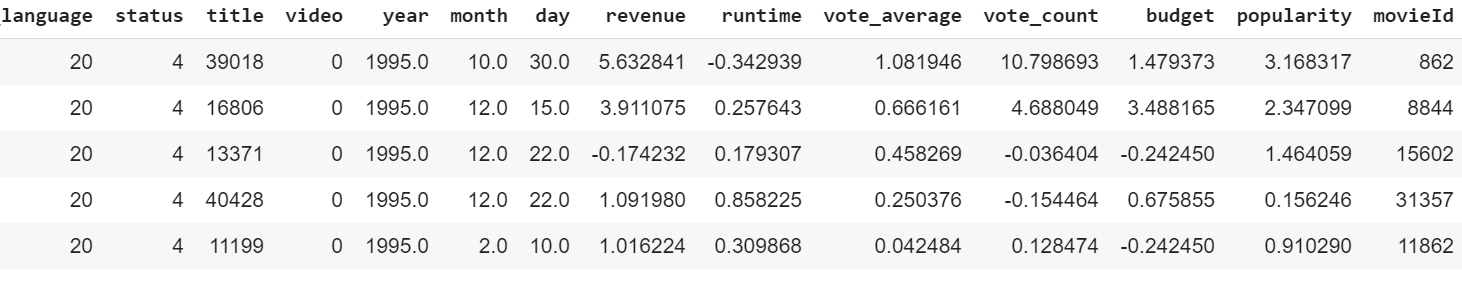 _language status title video year month day revenue runtime vote_average vote_count budget popularity movieId
20 4 39018 0 1995.0 10.0 30.0 5.632841 -0.342939 1.081946 10.798693 1.479373 3.168317 862
20 4 16806 0 1995.0 12.0 15.0 3.911075 0.257643 0.666161 4.688049 3.488165 2.347099 8844
20 4 13371 0 1995.0 12.0 22.0 -0.174232 0.179307 0.458269 -0.036404 -0.242450 1.464059 15602
20 4 40428 0 1995.0 12.0 22.0 1.091980 0.858225 0.250376 -0.154464 0.675855 0.156246 31357
20 4 11199 0 1995.0 2.0 10.0 1.016224 0.309868 0.042484 0.128474 -0.242450 0.910290 11862